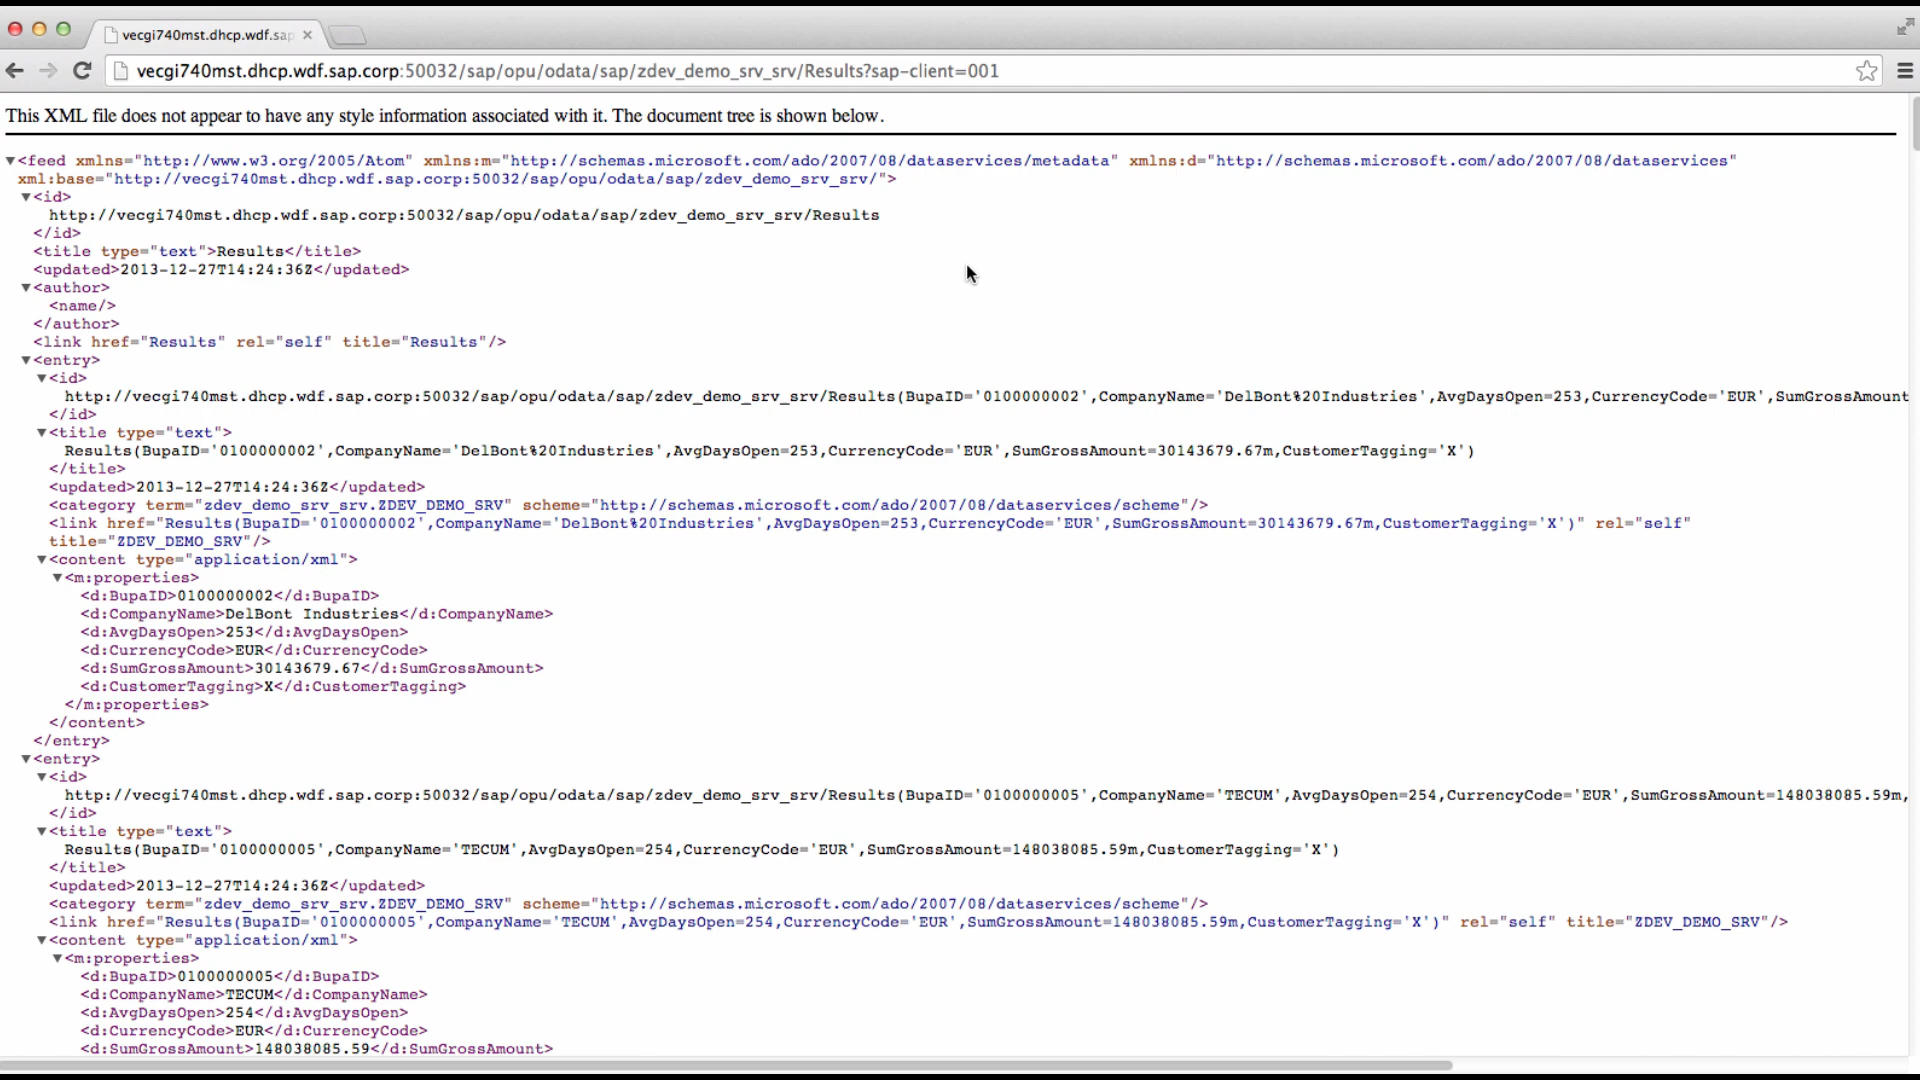 vecgi740mst.dhcp.wdf.sap
vecgi740mst.dhcp.wdf.sap.corp:50032/sap/opu/odata/sap/zdev_demo_srv_srv/Results?sap-client=001
This XML file does not appear to have any style information associated with it. The document tree is shown below.
▼<feed xmlns="http://www.w3.org/2005/Atom" xmlns:m="http://schemas.microsoft.com/ado/2007/08/dataservices/metadata" xmlns:d="http://schemas.microsoft.com/ado/2007/08/dataservices"
xml:base="http://vecgi740mst.dhcp.wdf.sap.corp:50032/sap/opu/odata/sap/zdev_demo_srv_srv/">
▼<id>
http://vecgi740mst.dhcp.wdf.sap.corp:50032/sap/opu/odata/sap/zdev_demo_srv_srv/Results
</id>
<title type="text">Results</title>
<updated>2013-12-27T14:24:36Z</updated>
▼<author>
<name/>
</author>
<link href="Results" rel="self" title="Results"/>
▼<entry>
▼<id>
http://vecgi740mst.dhcp.wdf.sap.corp:50032/sap/opu/odata/sap/zdev_demo_srv_srv/Results(BupaID='0100000002',CompanyName='DelBont%20Industries',AvgDaysOpen=253,CurrencyCode='EUR',SumGrossAmount
</id>
▼<title type="text">
Results(BupaID='0100000002',CompanyName='DelBont%20Industries',AvgDaysOpen=253,CurrencyCode='EUR',SumGrossAmount=30143679.67m,CustomerTagging='X')
</title>
<updated>2013-12-27T14:24:36Z</updated>
<category term="zdev_demo_srv_srv.ZDEV_DEMO_SRV" scheme="http://schemas.microsoft.com/ado/2007/08/dataservices/scheme"/>
<link href="Results(BupaID='0100000002',CompanyName='DelBont%20Industries',AvgDaysOpen=253,CurrencyCode='EUR',SumGrossAmount=30143679.67m,CustomerTagging='X')" rel="self"
title="ZDEV_DEMO_SRV"/>
▼<content type="application/xml">
▼<m:properties>
<d:BupaID>0100000002</d:BupaID>
<d:CompanyName>DelBont Industries</d:CompanyName>
<d:AvgDaysOpen>253</d:AvgDaysOpen>
<d:CurrencyCode>EUR</d:CurrencyCode>
<d:SumGrossAmount>30143679.67</d:SumGrossAmount>
<d:CustomerTagging>X</d:CustomerTagging>
</m:properties>
</content>
</entry>
▼<entry>
▼<id>
http://vecgi740mst.dhcp.wdf.sap.corp:50032/sap/opu/odata/sap/zdev_demo_srv_srv/Results(BupaID='0100000005',CompanyName='TECUM',AvgDaysOpen=254,CurrencyCode='EUR',SumGrossAmount=148038085.59m,
</id>
▼<title type="text">
Results(BupaID='0100000005',CompanyName='TECUM',AvgDaysOpen=254,CurrencyCode='EUR',SumGrossAmount=148038085.59m,CustomerTagging='X')
</title>
<updated>2013-12-27T14:24:36Z</updated>
<category term="zdev_demo_srv_srv.ZDEV_DEMO_SRV" scheme="http://schemas.microsoft.com/ado/2007/08/dataservices/scheme"/>
<link href="Results(BupaID='0100000005',CompanyName='TECUM',AvgDaysOpen=254,CurrencyCode='EUR',SumGrossAmount=148038085.59m,CustomerTagging='X')" rel="self" title="ZDEV_DEMO_SRV"/>
▼<content type="application/xml">
▼<m:properties>
<d:BupaID>0100000005</d:BupaID>
<d:CompanyName>TECUM</d:CompanyName>
<d:AvgDaysOpen>254</d:AvgDaysOpen>
<d:CurrencyCode>EUR</d:CurrencyCode>
<d:SumGrossAmount>148038085.59</d:SumGrossAmount>